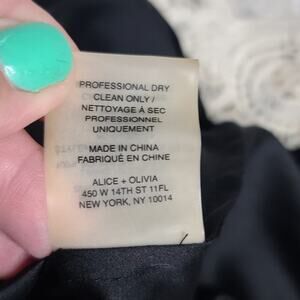 PROFESSIONAL DRY
CLEAN ONLY /
NETTOYAGE À SEC
PROFESSIONNEL
UNIQUEMENT
MADE IN CHINA
FABRIQUÉ EN CHINE
ALICE + OLIVIA
450 W 14TH ST 11FL
NEW YORK, NY 10014